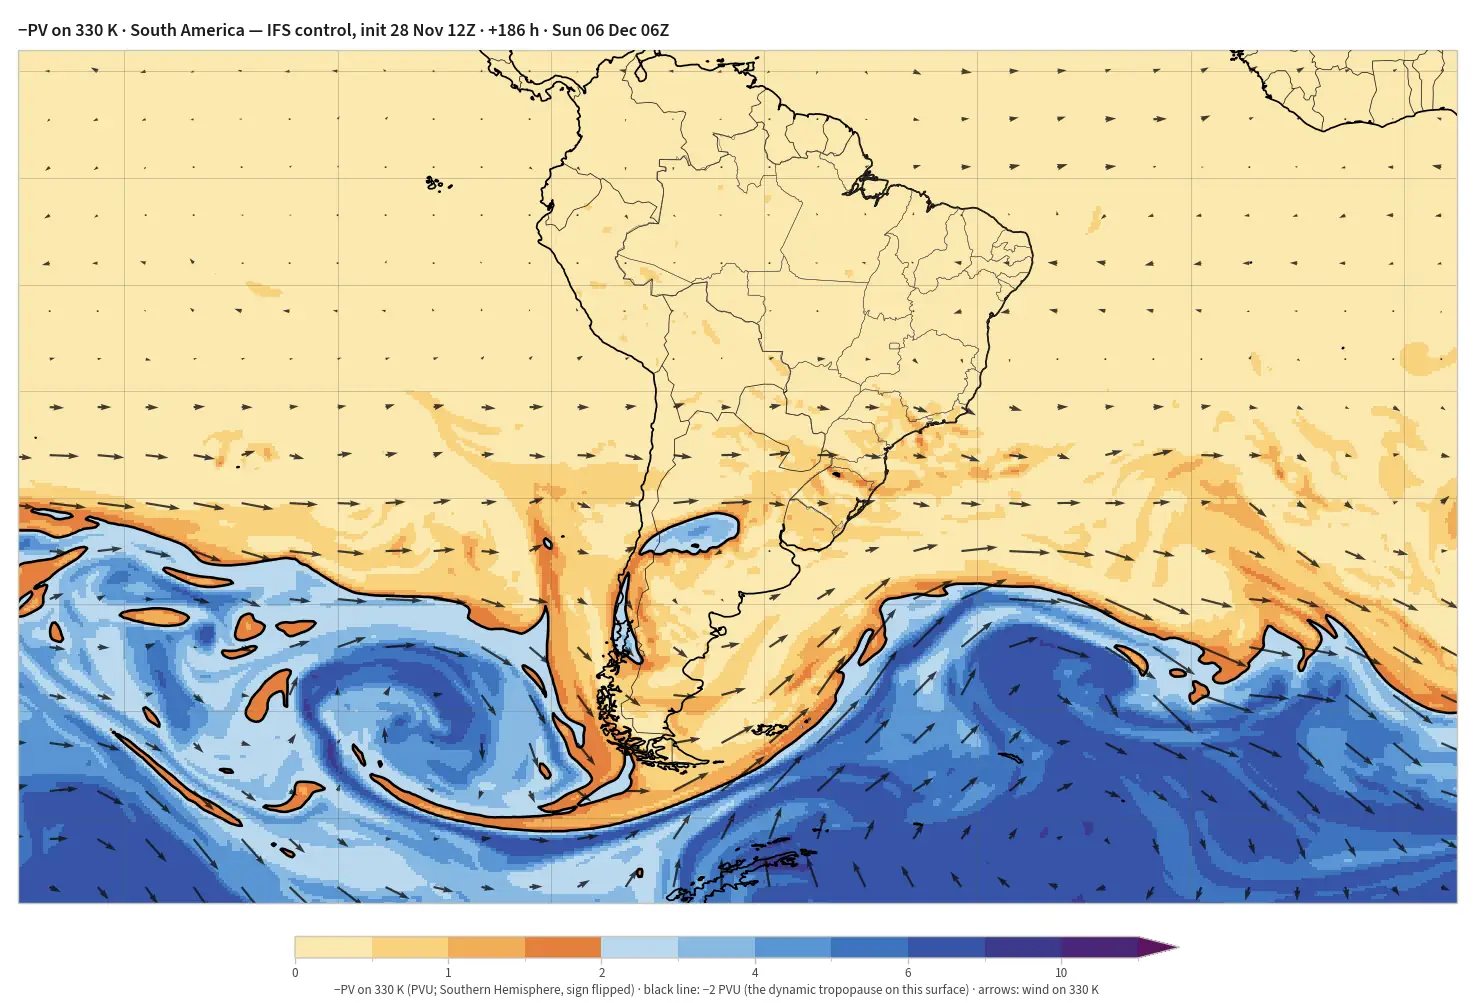 −PV on 330 K · South America — IFS control, init 28 Nov 12Z · +186 h · Sun 06 Dec 06Z
0 1 2 4 6 10
−PV on 330 K (PVU; Southern Hemisphere, sign flipped) · black line: −2 PVU (the dynamic tropopause on this surface) · arrows: wind on 330 K